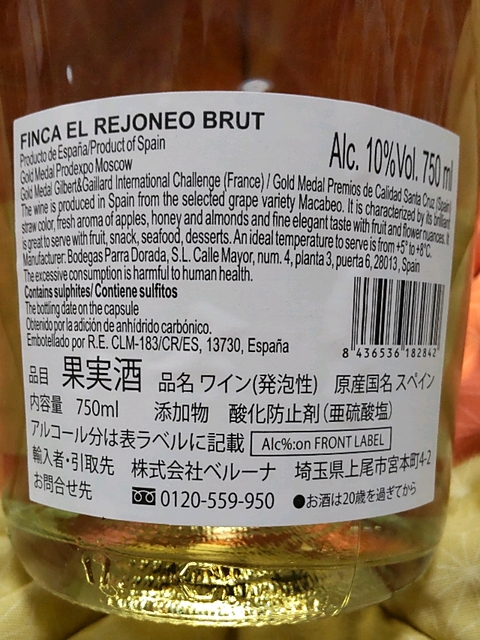 FINCA EL REJONEO BRUT
Producto de España/Product of Spain
Alc. 10%Vol. 750 ml
Gold Medal Prodexpo Moscow
Gold Medal Gilbert&Gaillard International Challenge (France) / Gold Medal Premios de Calidad Santa Cruz (Spain)
The wine is produced in Spain from the selected grape variety Macabeo. It is characterized by its brilliant
straw color, fresh aroma of apples, honey and almonds and fine elegant taste with fruit and flower nuances. It
is great to serve with fruit, snack, seafood, desserts. An ideal temperature to serve is from +5° to +8°C.
Manufacturer: Bodegas Parra Dorada, S.L. Calle Mayor, num. 4, planta 3, puerta 6, 28013, Spain
The excessive consumption is harmful to human health.
Contains sulphites/Contiene sulfitos
The bottling date on the capsule
Obtenido por la adición de anhídrido carbónico.
Embotellado por R.E. CLM-183/CR/ES, 13730, España
8 436536 182842
品目 果実酒 品名 ワイン(発泡性) 原産国名 スペイン
内容量 750ml 添加物 酸化防止剤(亜硫酸塩)
アルコール分は表ラベルに記載 Alc%:on FRONT LABEL
輸入者・引取先 株式会社ベルーナ 埼玉県上尾市宮本町4-2
お問合せ先 0120-559-950 ●お酒は20歳を過ぎてから